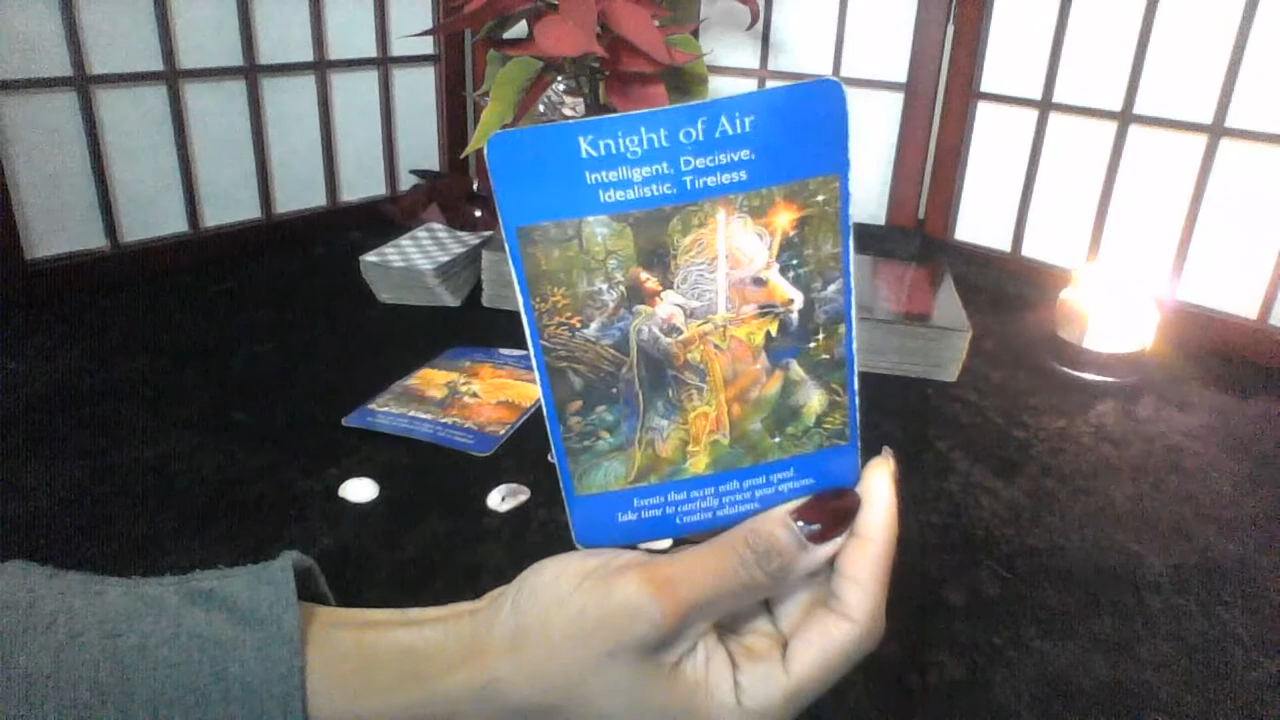 Knight of Air
Intelligent, Decisive,
Idealistic, Tireless
Events that occur with great speed.
Take time to carefully review your options.
Creative solutions.